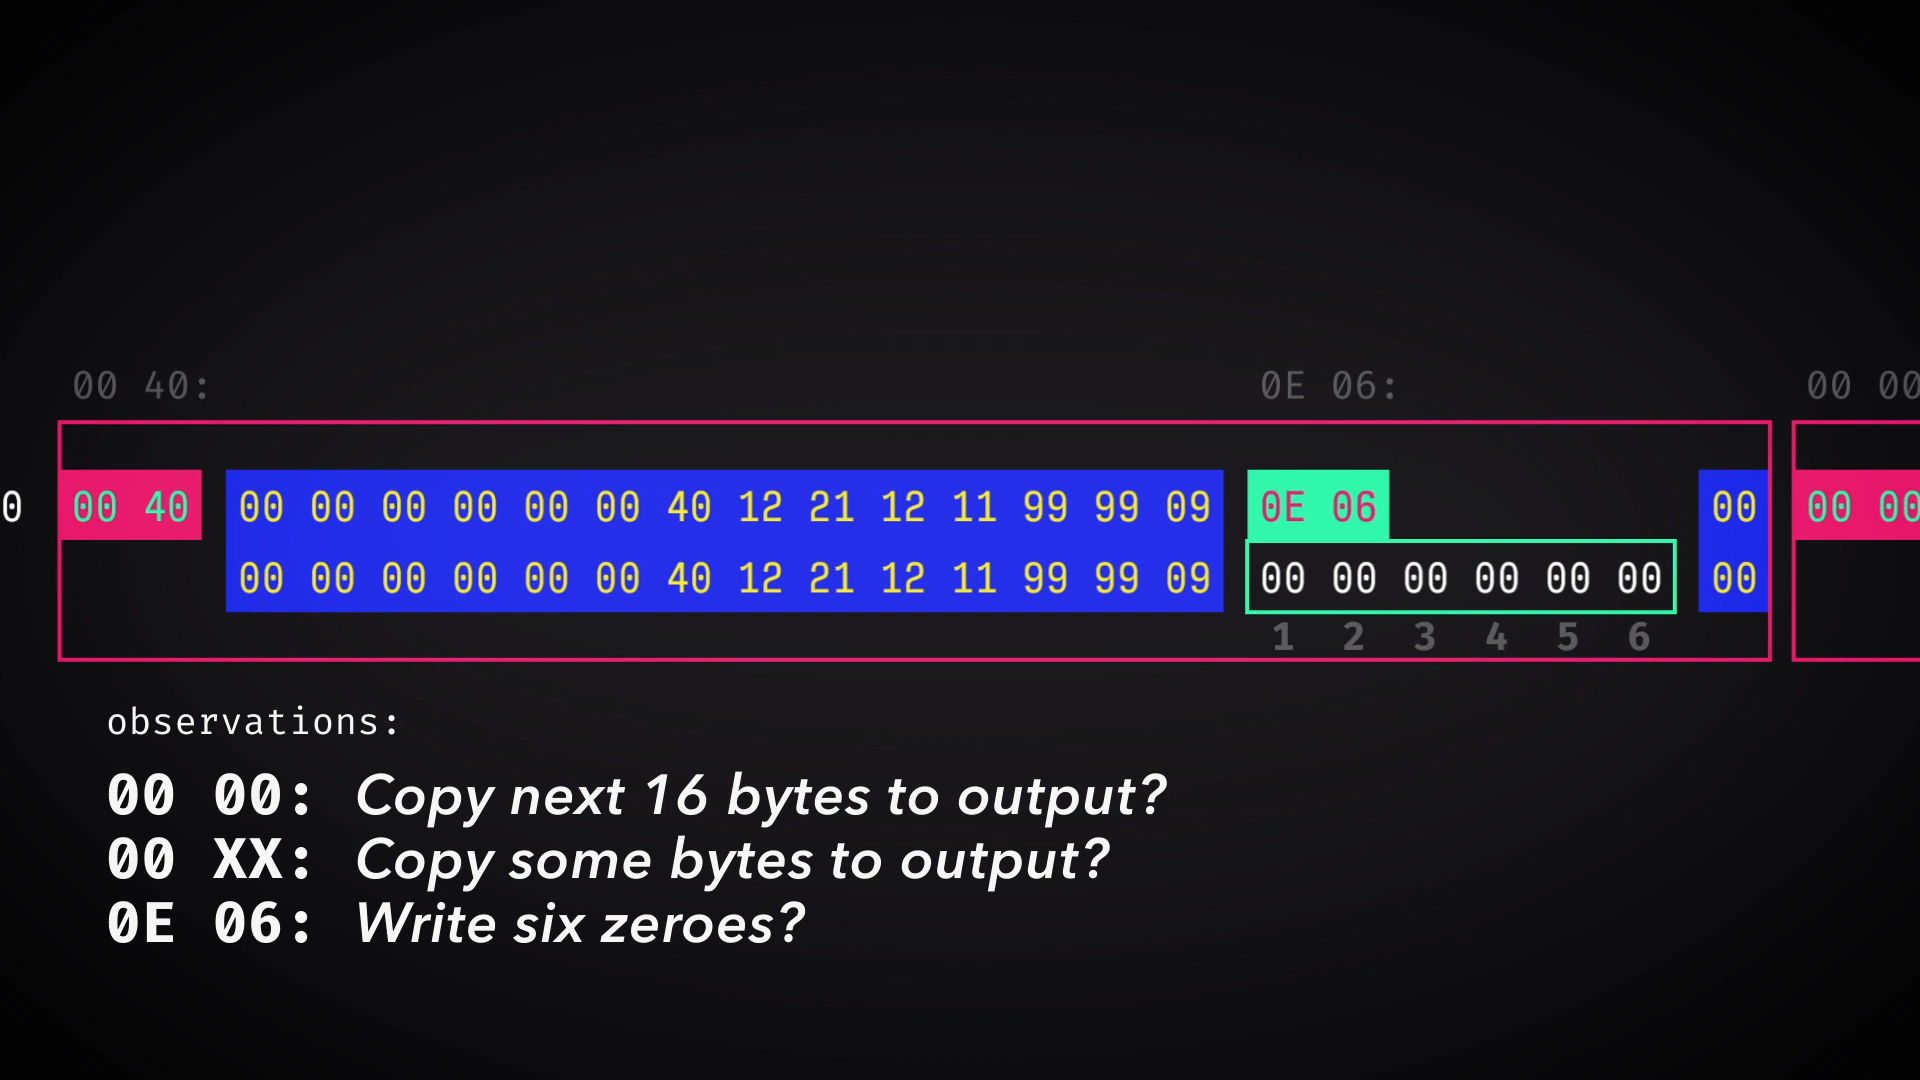 00 40: 0E 06: 00 00
0 00 40 00 00 00 00 00 00 40 12 21 12 11 99 99 09 0E 06 00 00 00
00 00 00 00 00 00 40 12 21 12 11 99 99 09 00 00 00 00 00 00 00
1 2 3 4 5 6
observations:
00 00: Copy next 16 bytes to output?
00 XX: Copy some bytes to output?
0E 06: Write six zeroes?